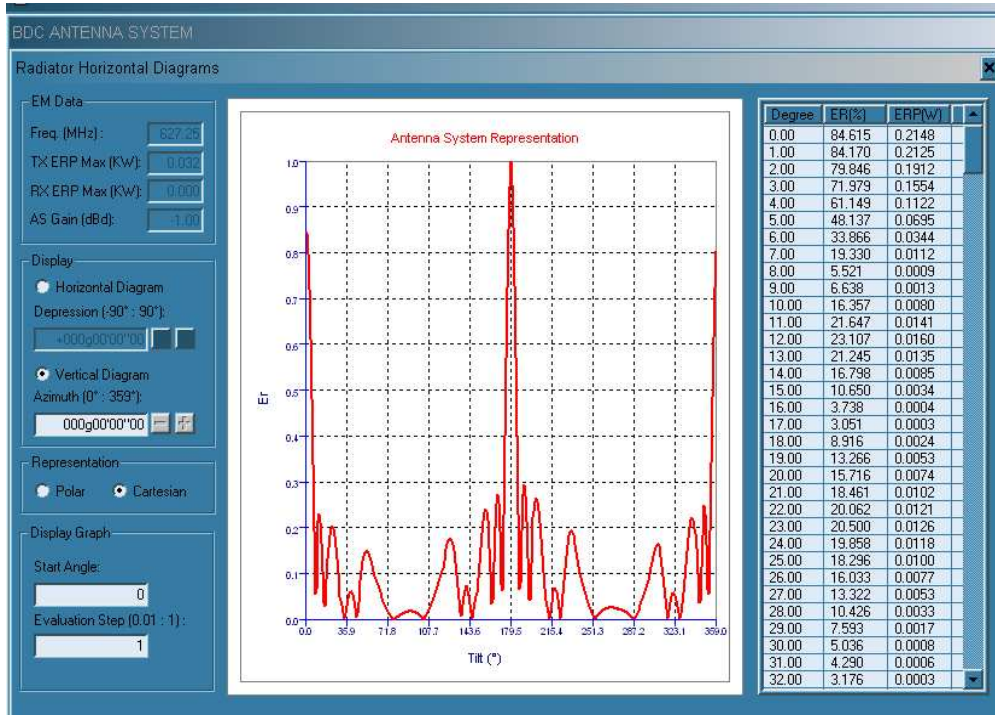 BDC ANTENNA SYSTEM
Radiator Horizontal Diagrams
EM Data
Freq. (MHz) : 627.25
TX ERP Max (KW): 0.032
RX ERP Max (KW): 0.000
AS Gain (dBd): -1.00
Display
Horizontal Diagram
Depression (-90° : 90°):
+000g00'00"00
Vertical Diagram
Azimuth (0° : 359°):
000g00'00"00 - +
Representation
Polar Cartesian
Display Graph
Start Angle:
0
Evaluation Step (0.01 : 1) :
1
Antenna System Representation
Er
1.0
0.9
0.8
0.7
0.6
0.5
0.4
0.3
0.2
0.1
0.0
0.0 35.9 71.8 107.7 143.6 179.5 215.4 251.3 287.2 323.1 359.0
Tilt (°)
Degree ER(%) ERP(W)
0.00 84.615 0.2148
1.00 84.170 0.2125
2.00 79.846 0.1912
3.00 71.979 0.1554
4.00 61.149 0.1122
5.00 48.137 0.0695
6.00 33.866 0.0344
7.00 19.330 0.0112
8.00 5.521 0.0009
9.00 6.638 0.0013
10.00 16.357 0.0080
11.00 21.647 0.0141
12.00 23.107 0.0160
13.00 21.245 0.0135
14.00 16.798 0.0085
15.00 10.650 0.0034
16.00 3.738 0.0004
17.00 3.051 0.0003
18.00 8.916 0.0024
19.00 13.266 0.0053
20.00 15.716 0.0074
21.00 18.461 0.0102
22.00 20.062 0.0121
23.00 20.500 0.0126
24.00 19.858 0.0118
25.00 18.296 0.0100
26.00 16.033 0.0077
27.00 13.322 0.0053
28.00 10.426 0.0033
29.00 7.593 0.0017
30.00 5.036 0.0008
31.00 4.290 0.0006
32.00 3.176 0.0003